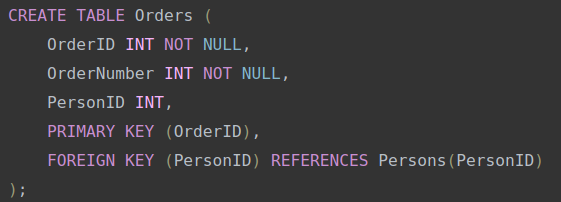 CREATE TABLE Orders (
    OrderID INT NOT NULL,
    OrderNumber INT NOT NULL,
    PersonID INT,
    PRIMARY KEY (OrderID),
    FOREIGN KEY (PersonID) REFERENCES Persons(PersonID)
);